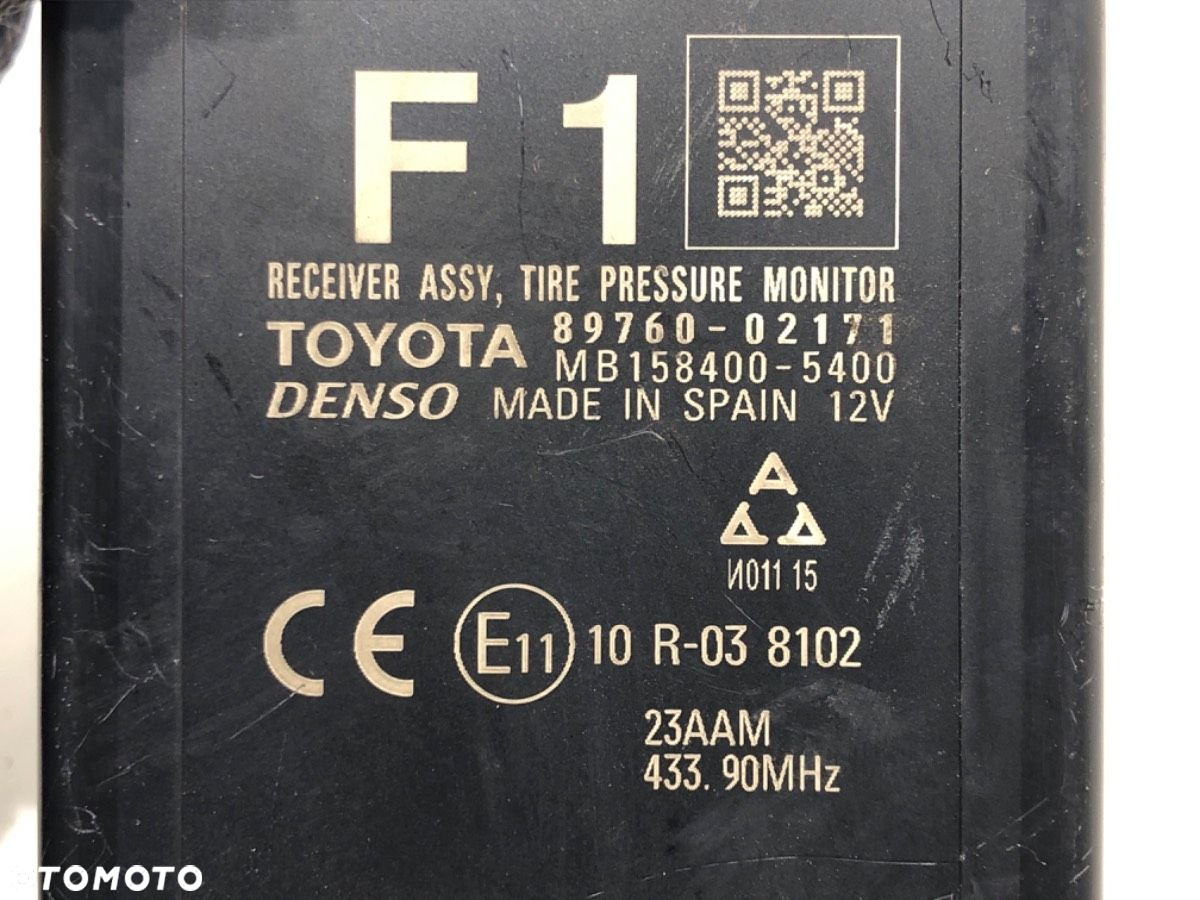 F 1
RECEIVER ASSY, TIRE PRESSURE MONITOR
TOYOTA 89760-02171
MB158400-5400
DENSO MADE IN SPAIN 12V
И011 15
CE E11 10 R-03 8102
23AAM
433.90MHz
OTOMOTO